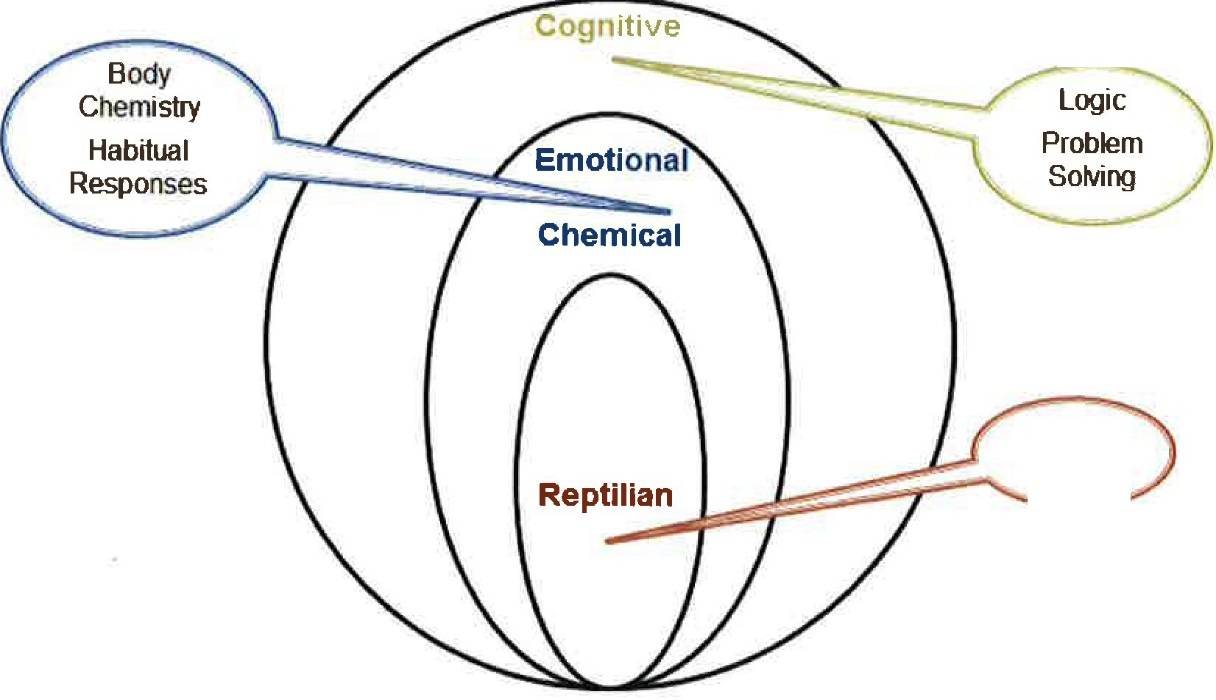 Cognitive
Body
Chemistry
Habitual
Responses
Logic
Problem
Solving
Emotional
Chemical
Reptilian